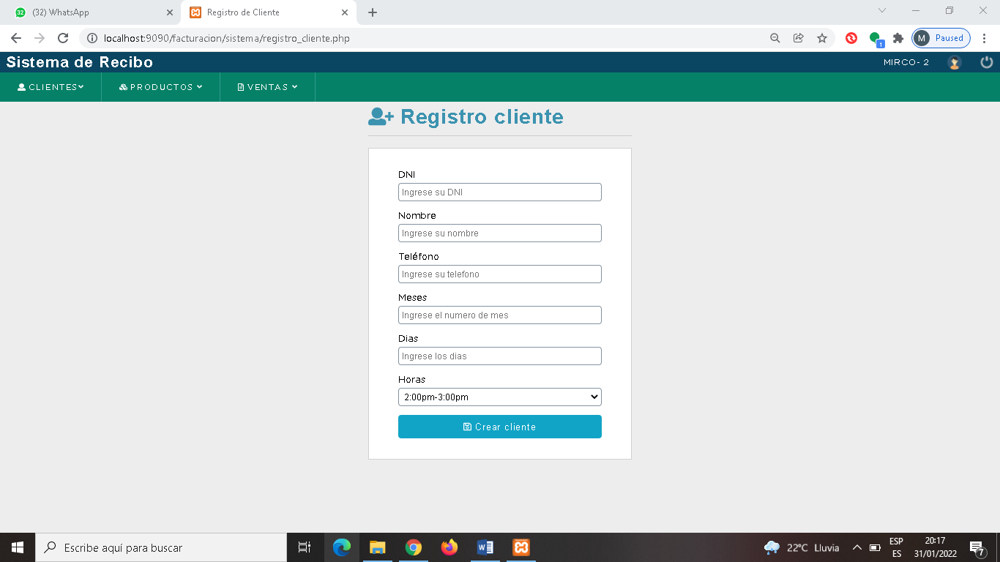 32 (32) WhatsApp Registro de Cliente
localhost:9090/facturacion/sistema/registro_cliente.php 1 M Paused
Sistema de Recibo MIRCO- 2
CLIENTES PRODUCTOS VENTAS
Registro cliente
DNI
Ingrese su DNI
Nombre
Ingrese su nombre
Teléfono
Ingrese su telefono
Meses
Ingrese el numero de mes
Dias
Ingrese los dias
Horas
2:00pm-3:00pm
Crear cliente
Escribe aquí para buscar 22°C Lluvia ESP 20:17
ES 31/01/2022 7